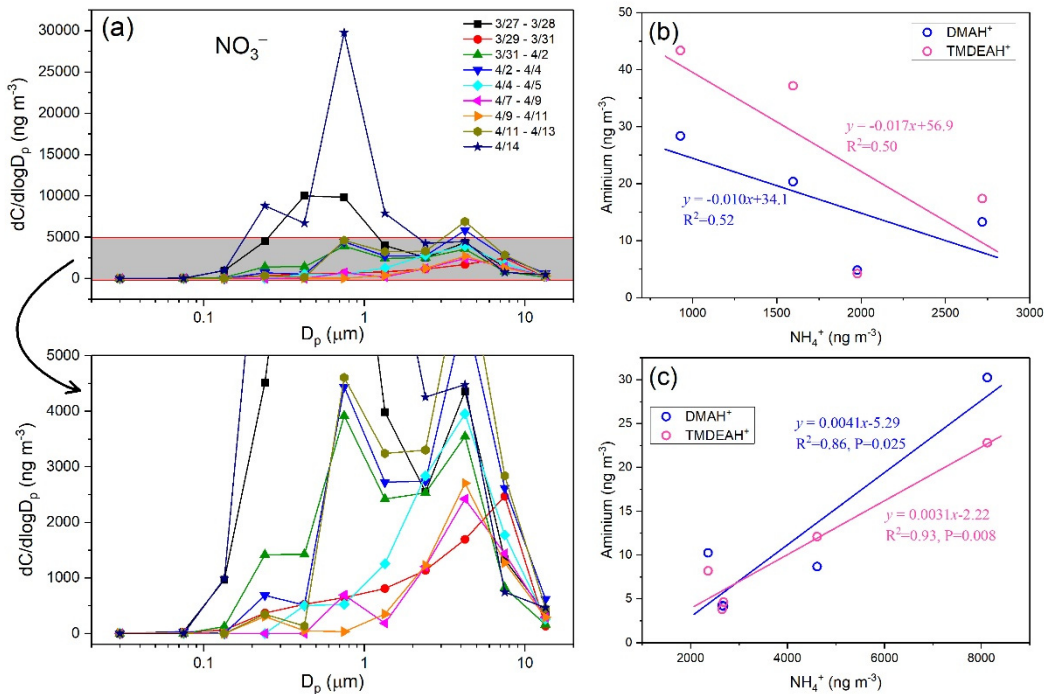 (a)
NO₃⁻
3/27 - 3/28
3/29 - 3/31
3/31 - 4/2
4/2 - 4/4
4/4 - 4/5
4/7 - 4/9
4/9 - 4/11
4/11 - 4/13
4/14
30000
25000
20000
15000
10000
5000
0
dC/dlogDₚ (ng m⁻³)
0.1
1
10
Dₚ (μm)
5000
4000
3000
2000
1000
0
dC/dlogDₚ (ng m⁻³)
0.1
1
10
Dₚ (μm)
(b)
DMAH⁺
TMDEAH⁺
50
45
40
35
30
25
20
15
10
5
0
Aminium (ng m⁻³)
y = -0.017x+56.9
R²=0.50
y = -0.010x+34.1
R²=0.52
1000
1500
2000
2500
3000
NH₄⁺ (ng m⁻³)
(c)
DMAH⁺
TMDEAH⁺
30
25
20
15
10
5
0
Aminium (ng m⁻³)
y = 0.0041x-5.29
R²=0.86, P=0.025
y = 0.0031x-2.22
R²=0.93, P=0.008
2000
4000
6000
8000
NH₄⁺ (ng m⁻³)